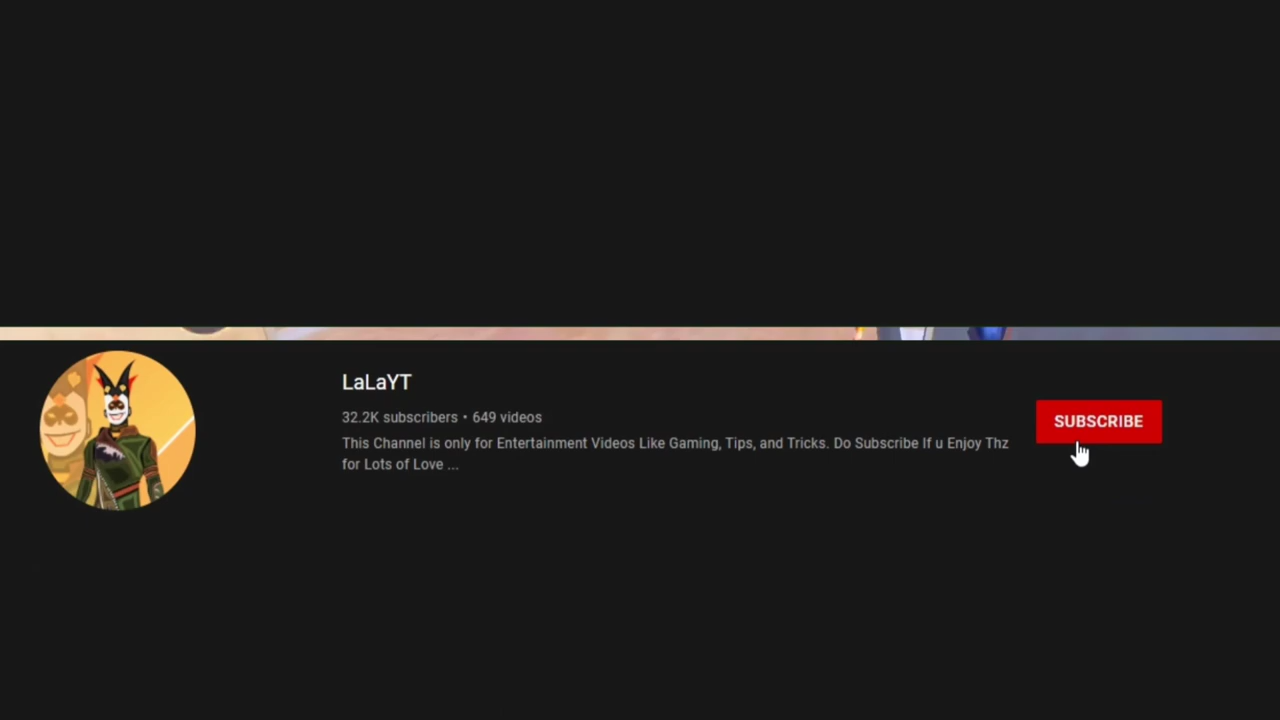 LaLaYT
32.2K subscribers • 649 videos
This Channel is only for Entertainment Videos Like Gaming, Tips, and Tricks. Do Subscribe If u Enjoy Thz
for Lots of Love ...
SUBSCRIBE